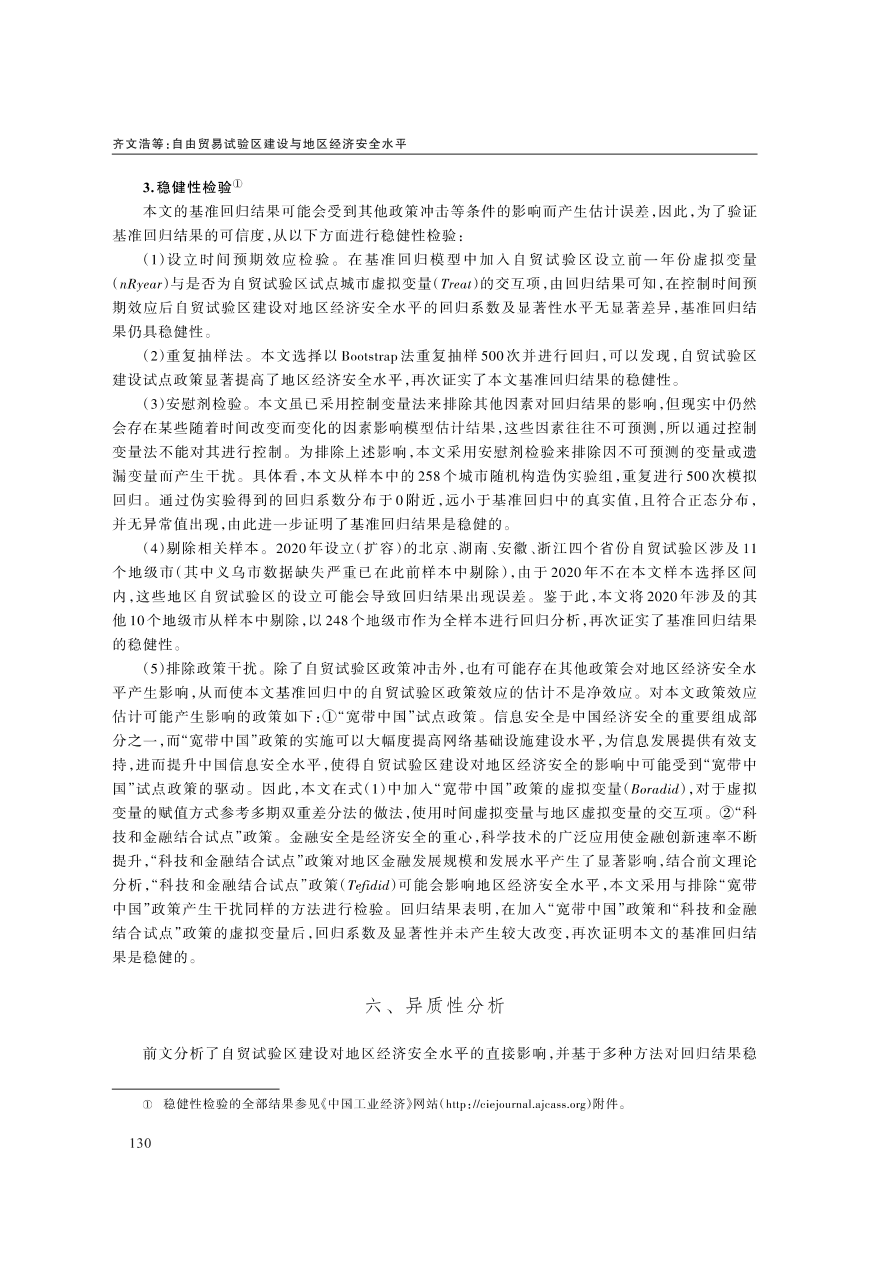 齐文浩等:自由贸易试验区建设与地区经济安全水平
3.稳健性检验①
本文的基准回归结果可能会受到其他政策冲击等条件的影响而产生估计误差,因此,为了验证
基准回归结果的可信度,从以下方面进行稳健性检验:
(1)设立时间预期效应检验。在基准回归模型中加入自贸试验区设立前一年份虚拟变量
(nRyear)与是否为自贸试验区试点城市虚拟变量(Treat)的交互项,由回归结果可知,在控制时间预
期效应后自贸试验区建设对地区经济安全水平的回归系数及显著性水平无显著差异,基准回归结
果仍具稳健性。
(2)重复抽样法。本文选择以 Bootstrap 法重复抽样 500 次并进行回归,可以发现,自贸试验区
建设试点政策显著提高了地区经济安全水平,再次证实了本文基准回归结果的稳健性。
(3)安慰剂检验。本文虽已采用控制变量法来排除其他因素对回归结果的影响,但现实中仍然
会存在某些随着时间改变而变化的因素影响模型估计结果,这些因素往往不可预测,所以通过控制
变量法不能对其进行控制。为排除上述影响,本文采用安慰剂检验来排除因不可预测的变量或遗
漏变量而产生干扰。具体看,本文从样本中的 258 个城市随机构造伪实验组,重复进行 500 次模拟
回归。通过伪实验得到的回归系数分布于 0 附近,远小于基准回归中的真实值,且符合正态分布,
并无异常值出现,由此进一步证明了基准回归结果是稳健的。
(4)剔除相关样本。2020 年设立(扩容)的北京、湖南、安徽、浙江四个省份自贸试验区涉及 11
个地级市(其中义乌市数据缺失严重已在此前样本中剔除),由于 2020 年不在本文样本选择区间
内,这些地区自贸试验区的设立可能会导致回归结果出现误差。鉴于此,本文将 2020 年涉及的其
他 10 个地级市从样本中剔除,以 248 个地级市作为全样本进行回归分析,再次证实了基准回归结果
的稳健性。
(5)排除政策干扰。除了自贸试验区政策冲击外,也有可能存在其他政策会对地区经济安全水
平产生影响,从而使本文基准回归中的自贸试验区政策效应的估计不是净效应。对本文政策效应
估计可能产生影响的政策如下:①“宽带中国”试点政策。信息安全是中国经济安全的重要组成部
分之一,而“宽带中国”政策的实施可以大幅度提高网络基础设施建设水平,为信息发展提供有效支
持,进而提升中国信息安全水平,使得自贸试验区建设对地区经济安全的影响中可能受到“宽带中
国”试点政策的驱动。因此,本文在式(1)中加入“宽带中国”政策的虚拟变量(Boradid),对于虚拟
变量的赋值方式参考多期双重差分法的做法,使用时间虚拟变量与地区虚拟变量的交互项。②“科
技和金融结合试点”政策。金融安全是经济安全的重心,科学技术的广泛应用使金融创新速率不断
提升,“科技和金融结合试点”政策对地区金融发展规模和发展水平产生了显著影响,结合前文理论
分析,“科技和金融结合试点”政策(Tefidid)可能会影响地区经济安全水平,本文采用与排除“宽带
中国”政策产生干扰同样的方法进行检验。回归结果表明,在加入“宽带中国”政策和“科技和金融
结合试点”政策的虚拟变量后,回归系数及显著性并未产生较大改变,再次证明本文的基准回归结
果是稳健的。
六、异质性分析
前文分析了自贸试验区建设对地区经济安全水平的直接影响,并基于多种方法对回归结果稳
① 稳健性检验的全部结果参见《中国工业经济》网站(http://ciejournal.ajcass.org)附件。
130